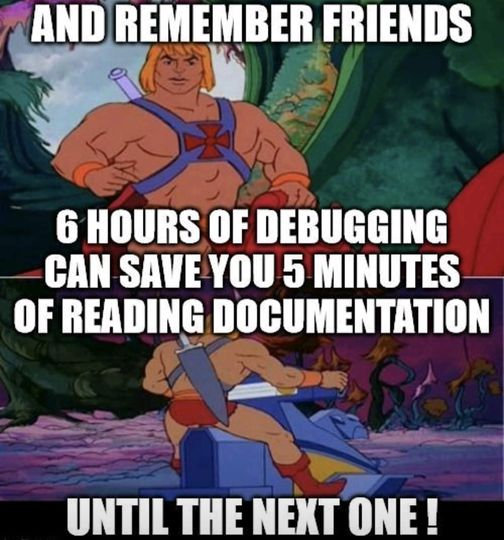 AND REMEMBER FRIENDS
6 HOURS OF DEBUGGING
CAN SAVE YOU 5 MINUTES
OF READING DOCUMENTATION
UNTIL THE NEXT ONE !